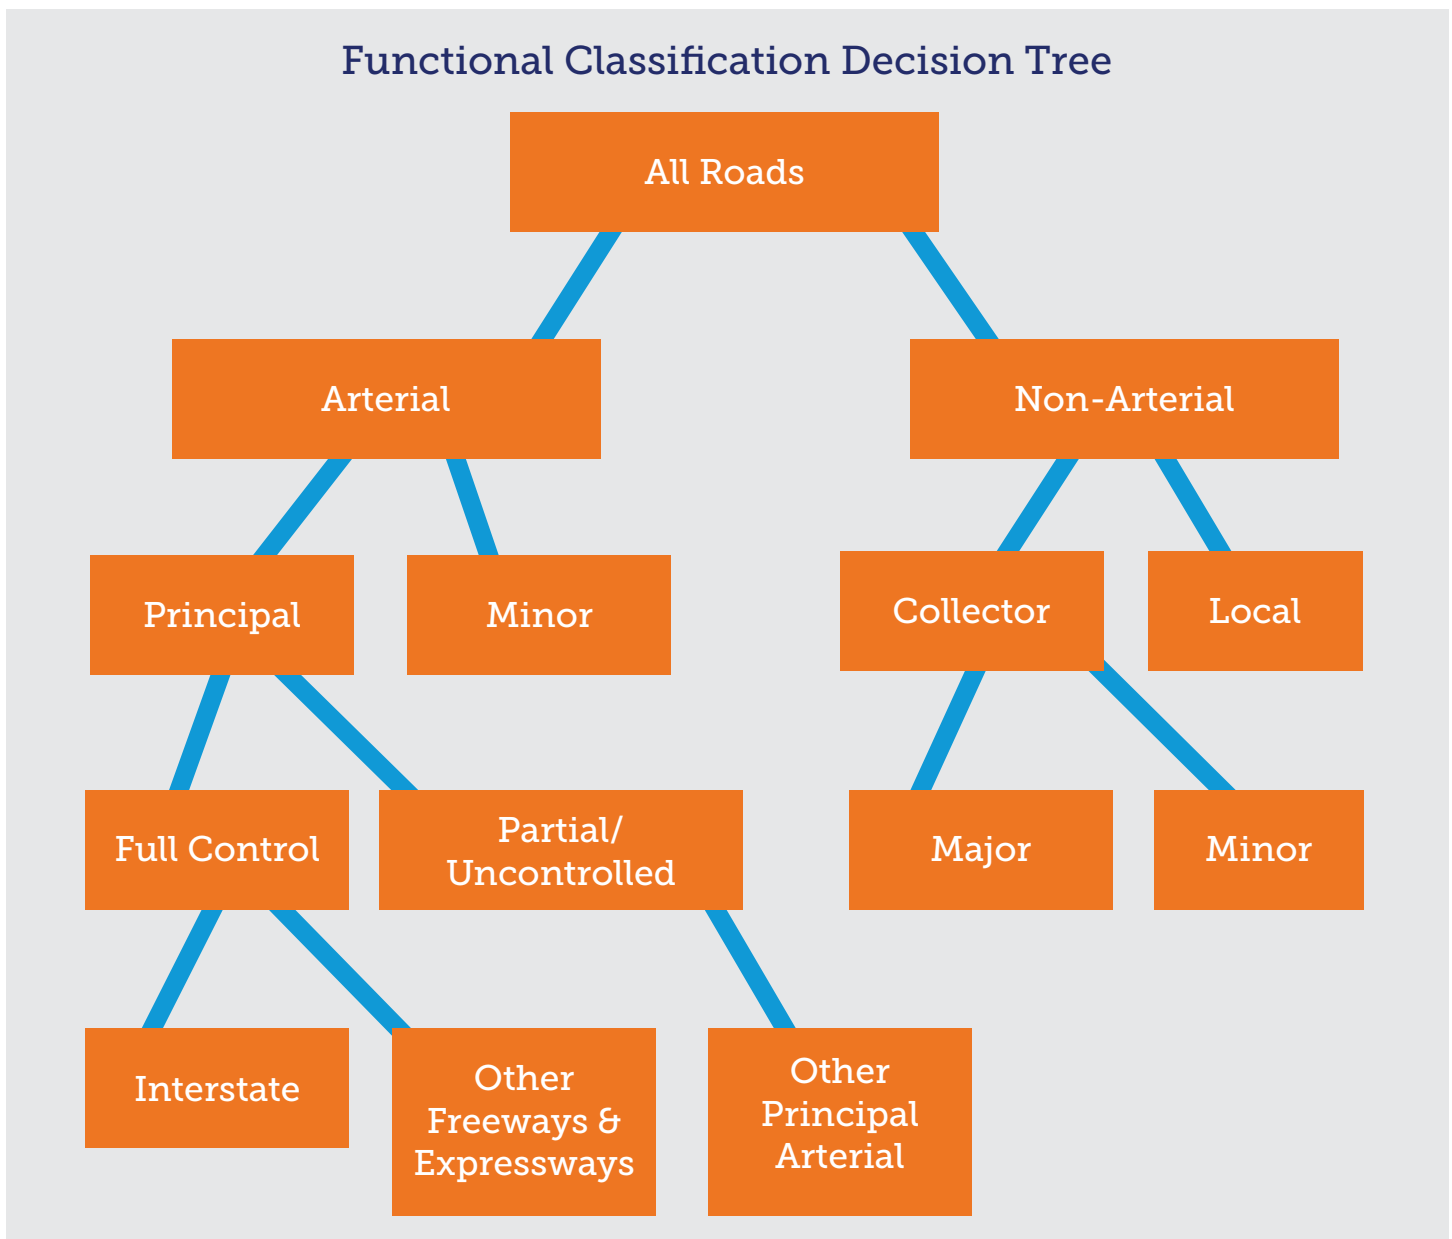 Functional Classification Decision Tree
All Roads
Arterial
Non-Arterial
Principal
Minor
Collector
Local
Full Control
Partial/
Uncontrolled
Major
Minor
Interstate
Other
Freeways &
Expressways
Other
Principal
Arterial